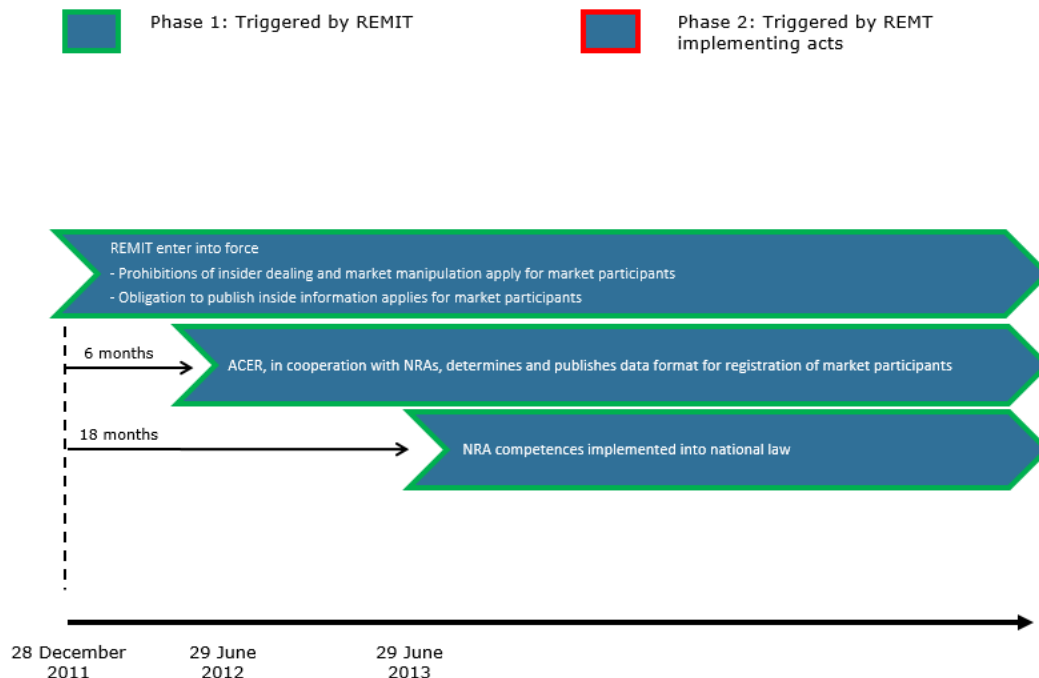 Phase 1: Triggered by REMIT
Phase 2: Triggered by REMT
implementing acts
REMIT enter into force
- Prohibitions of insider dealing and market manipulation apply for market participants
- Obligation to publish inside information applies for market participants
6 months
ACER, in cooperation with NRAs, determines and publishes data format for registration of market participants
18 months
NRA competences implemented into national law
28 December
2011
29 June
2012
29 June
2013